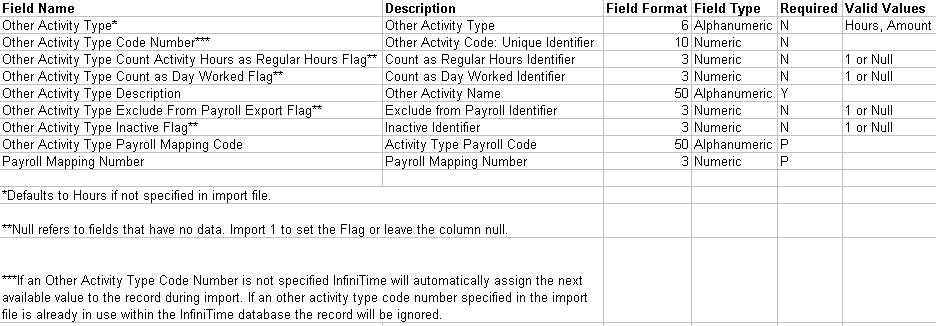 Field Name Description Field Format Field Type Required Valid Values
Other Activity Type* Other Activity Type 6 Alphanumeric N Hours, Amount
Other Activity Type Code Number*** Other Actvity Code: Unique Identifier 10 Numeric N
Other Activity Type Count Activity Hours as Regular Hours Flag** Count as Regular Hours Identifier 3 Numeric N 1 or Null
Other Activity Type Count as Day Worked Flag** Count as Day Worked Identifier 3 Numeric N 1 or Null
Other Activity Type Description Other Activity Name 50 Alphanumeric Y
Other Activity Type Exclude From Payroll Export Flag** Exclude from Payroll Identifier 3 Numeric N 1 or Null
Other Activity Type Inactive Flag** Inactive Identifier 3 Numeric N 1 or Null
Other Activity Type Payroll Mapping Code Activity Type Payroll Code 50 Alphanumeric P
Payroll Mapping Number Payroll Mapping Number 3 Numeric P
*Defaults to Hours if not specified in import file.
**Null refers to fields that have no data. Import 1 to set the Flag or leave the column null.
***If an Other Activity Type Code Number is not specified InfiniTime will automatically assign the next
available value to the record during import. If an other activity type code number specified in the import
file is already in use within the InfiniTime database the record will be ignored.